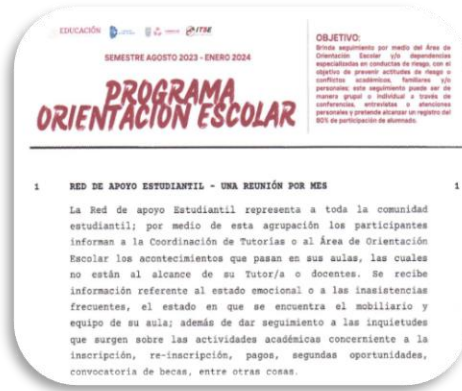 EDUCACIÓN ITSE
SEMESTRE AGOSTO 2023 - ENERO 2024
PROGRAMA
ORIENTACIÓN ESCOLAR
OBJETIVO:
Brinda seguimiento por medio del Área de
Orientación Escolar y/o dependencias
especializadas en conductas de riesgo, con el
objetivo de prevenir actitudes de riesgo o
conflictos académicos, familiares y/o
personales; este seguimiento puede ser de
manera grupal o individual a través de
conferencias, entrevistas o atenciones
personales y pretende alcanzar un registro del
80% de participación de alumnado.
1 RED DE APOYO ESTUDIANTIL - UNA REUNIÓN POR MES 1
La Red de apoyo Estudiantil representa a toda la comunidad
estudiantil; por medio de esta agrupación los participantes
informan a la Coordinación de Tutorías o al Área de Orientación
Escolar los acontecimientos que pasan en sus aulas, las cuales
no están al alcance de su Tutor/a o docentes. Se recibe
información referente al estado emocional o a las inasistencias
frecuentes, el estado en que se encuentra el mobiliario y
equipo de su aula; además de dar seguimiento a las inquietudes
que surgen sobre las actividades académicas concerniente a la
inscripción, re-inscripción, pagos, segundas oportunidades,
convocatoria de becas, entre otras cosas.